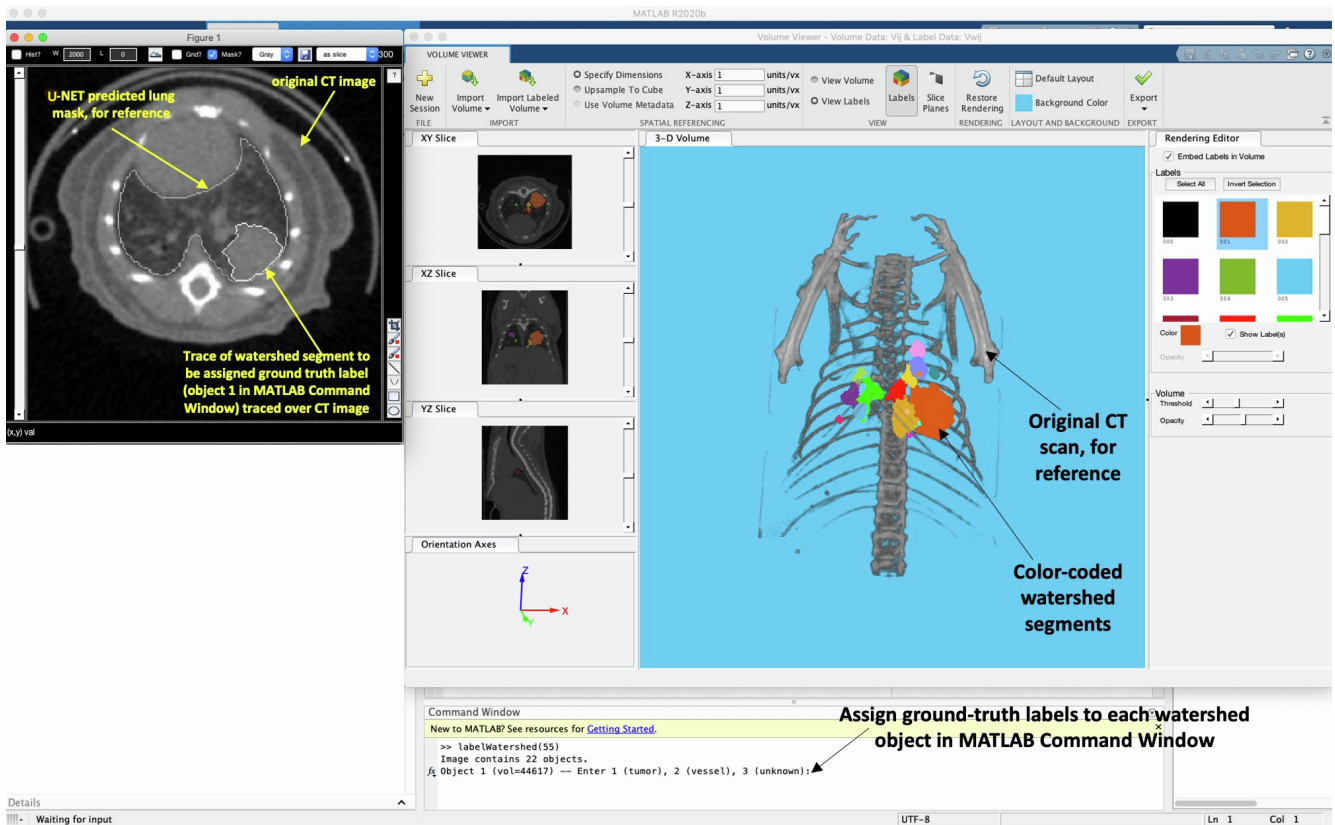 MATLAB R2020b
Figure 1
Hist?
W
2000
L
0
Grid?
Mask?
Gray
as slice
300
?
original CT image
U-NET predicted lung
mask, for reference
Trace of watershed segment to
be assigned ground truth label
(object 1 in MATLAB Command
Window) traced over CT image
(x,y) val
Volume Viewer - Volume Data: Vij & Label Data: Vwij
VOLUME VIEWER
New
Session
Import
Volume
Import Labeled
Volume
Specify Dimensions
Upsample To Cube
Use Volume Metadata
X-axis 1 units/vx
Y-axis 1 units/vx
Z-axis 1 units/vx
View Volume
View Labels
Labels
Slice
Planes
Restore
Rendering
Default Layout
Background Color
Export
FILE
IMPORT
SPATIAL REFERENCING
VIEW
RENDERING
LAYOUT AND BACKGROUND
EXPORT
XY Slice
XZ Slice
YZ Slice
Orientation Axes
Z
X
Y
3-D Volume
Original CT
scan, for
reference
Color-coded
watershed
segments
Rendering Editor
Embed Labels in Volume
Labels
Select All
Invert Selection
000
001
002
003
004
005
Color
Show Label(s)
Opacity
Volume
Threshold
Opacity
Command Window
New to MATLAB? See resources for Getting Started.
>> labelWatershed(55)
Image contains 22 objects.
fx Object 1 (vol=44617) -- Enter 1 (tumor), 2 (vessel), 3 (unknown):
Assign ground-truth labels to each watershed
object in MATLAB Command Window
Details
Waiting for input
UTF-8
Ln 1 Col 1